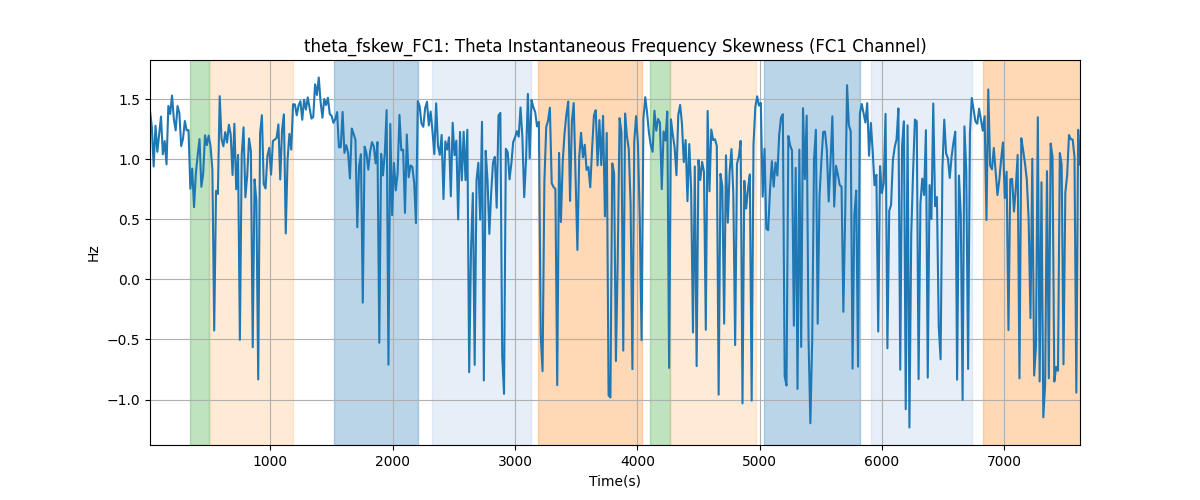 theta_fskew_FC1: Theta Instantaneous Frequency Skewness (FC1 Channel)
1.5
1.0
0.5
0.0
−0.5
−1.0
Hz
1000 2000 3000 4000 5000 6000 7000
Time(s)